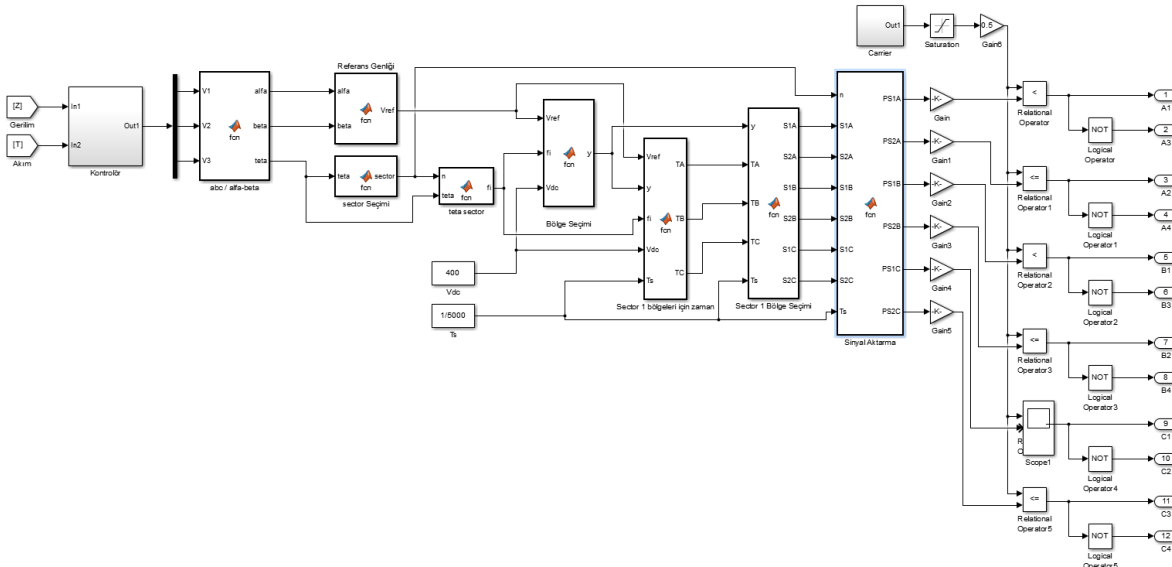 [Z]
Gerilim
[T]
Akım
In1
In2
Out1
Kontrolör
V1
V2
V3
alfa
beta
teta
fcn
abc / alfa-beta
Referans Genliği
alfa
beta
fcn
Vref
teta
sector
fcn
sector Seçimi
n
teta
fi
fcn
teta sector
Vref
fi
Vdc
y
fcn
Bölge Seçimi
400
Vdc
1/5000
Ts
Vref
y
fi
Vdc
Ts
TA
TB
TC
fcn
Sector 1 bölgeleri için zaman
y
TA
TB
TC
Ts
S1A
S2A
S1B
S2B
S1C
S2C
fcn
Sector 1 Bölge Seçimi
n
S1A
S2A
S1B
S2B
S1C
S2C
Ts
PS1A
PS2A
PS1B
PS2B
PS1C
PS2C
fcn
Sinyal Aktarma
-K-
Gain
-K-
Gain1
-K-
Gain2
-K-
Gain3
-K-
Gain4
-K-
Gain5
Out1
Carrier
Saturation
0.5
Gain6
<
Relational
Operator
NOT
Logical
Operator
1
A1
2
A3
<=
Relational
Operator1
NOT
Logical
Operator1
3
A2
4
A4
<
Relational
Operator2
NOT
Logical
Operator2
5
B1
6
B3
<=
Relational
Operator3
NOT
Logical
Operator3
7
B2
8
B4
Scope1
NOT
Logical
Operator4
9
C1
10
C2
<=
Relational
Operator5
NOT
Logical
Operator5
11
C3
12
C4